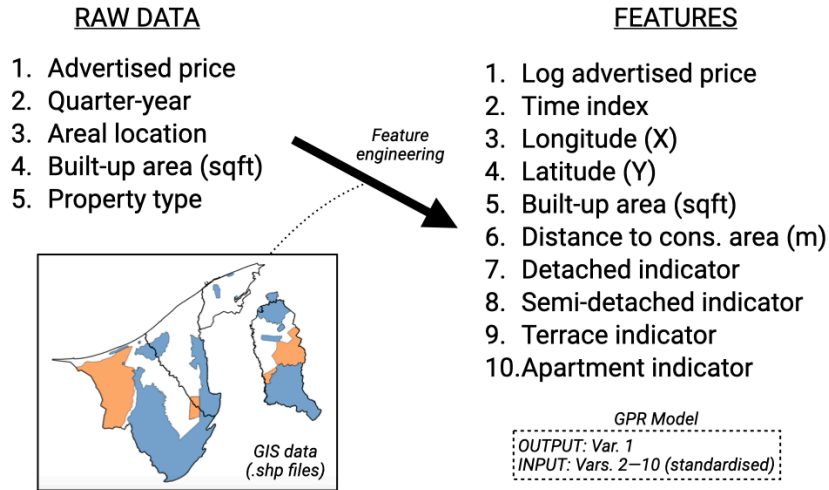 RAW DATA
1. Advertised price
2. Quarter-year
3. Areal location
4. Built-up area (sqft)
5. Property type
Feature
engineering
GIS data
(.shp files)
FEATURES
1. Log advertised price
2. Time index
3. Longitude (X)
4. Latitude (Y)
5. Built-up area (sqft)
6. Distance to cons. area (m)
7. Detached indicator
8. Semi-detached indicator
9. Terrace indicator
10.Apartment indicator
GPR Model
OUTPUT: Var. 1
INPUT: Vars. 2—10 (standardised)